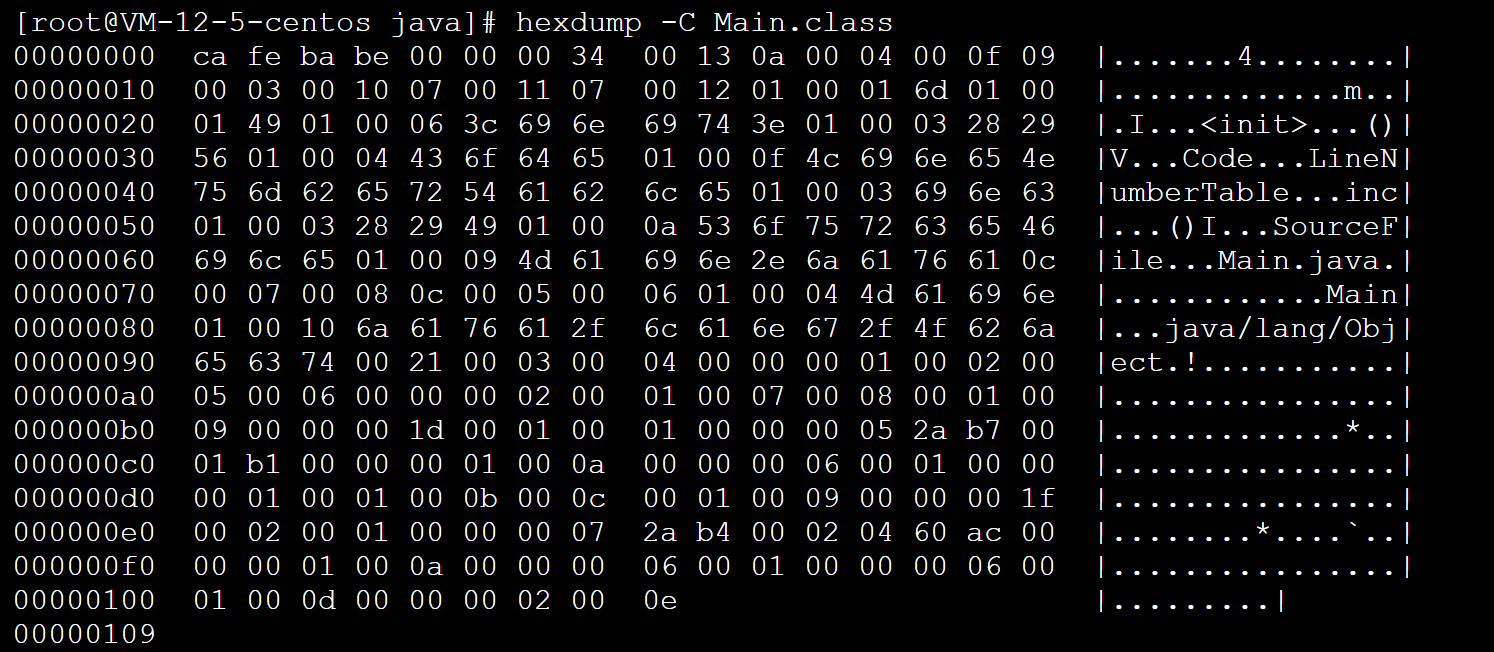 [root@VM-12-5-centos java]# hexdump -C Main.class
00000000  ca fe ba be 00 00 00 34  00 13 0a 00 04 00 0f 09  |.......4........|
00000010  00 03 00 10 07 00 11 07  00 12 01 00 01 6d 01 00  |.............m..|
00000020  01 49 01 00 06 3c 69 6e  69 74 3e 01 00 03 28 29  |.I...<init>...()|
00000030  56 01 00 04 43 6f 64 65  01 00 0f 4c 69 6e 65 4e  |V...Code...LineN|
00000040  75 6d 62 65 72 54 61 62  6c 65 01 00 03 69 6e 63  |umberTable...inc|
00000050  01 00 03 28 29 49 01 00  0a 53 6f 75 72 63 65 46  |...()I...SourceF|
00000060  69 6c 65 01 00 09 4d 61  69 6e 2e 6a 61 76 61 0c  |ile...Main.java.|
00000070  00 07 00 08 0c 00 05 00  06 01 00 04 4d 61 69 6e  |............Main|
00000080  01 00 10 6a 61 76 61 2f  6c 61 6e 67 2f 4f 62 6a  |...java/lang/Obj|
00000090  65 63 74 00 21 00 03 00  04 00 00 00 01 00 02 00  |ect.!...........|
000000a0  05 00 06 00 00 00 02 00  01 00 07 00 08 00 01 00  |................|
000000b0  09 00 00 00 1d 00 01 00  01 00 00 00 05 2a b7 00  |.............*..|
000000c0  01 b1 00 00 00 01 00 0a  00 00 00 06 00 01 00 00  |................|
000000d0  00 01 00 01 00 0b 00 0c  00 01 00 09 00 00 00 1f  |................|
000000e0  00 02 00 01 00 00 00 07  2a b4 00 02 04 60 ac 00  |........*....`..|
000000f0  00 00 01 00 0a 00 00 00  06 00 01 00 00 00 06 00  |................|
00000100  01 00 0d 00 00 00 02 00  0e                       |.........|
00000109